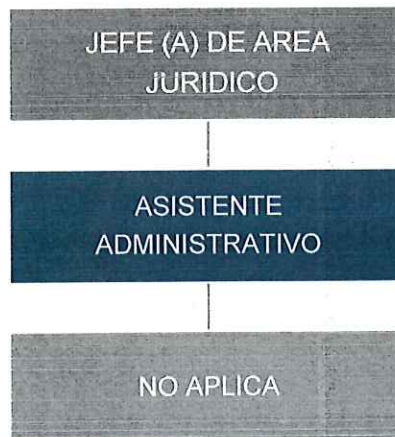 JEFE (A) DE AREA
JURIDICO
ASISTENTE
ADMINISTRATIVO
NO APLICA